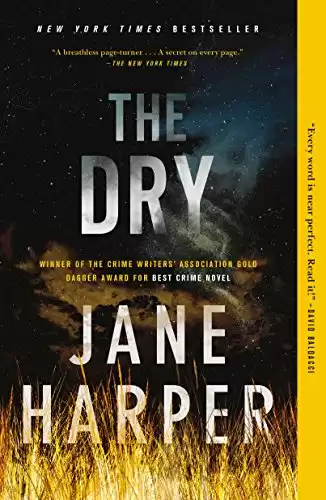 NEW YORK TIMES BESTSELLER
"A breathless page-turner . . . A secret on every page."
—THE NEW YORK TIMES
THE
DRY
WINNER OF THE CRIME WRITERS' ASSOCIATION GOLD
DAGGER AWARD FOR BEST CRIME NOVEL
JANE
HARPER
"Every word is near perfect. Read it!" —DAVID BALDACCI